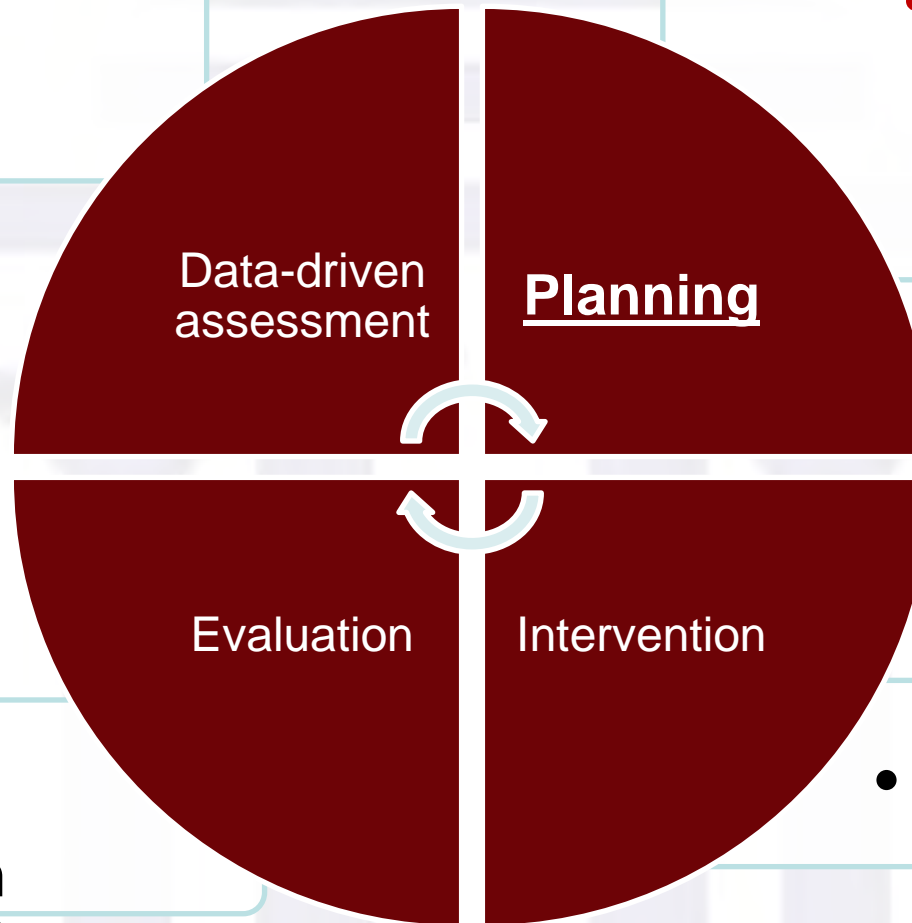 Data-driven
assessment
Planning
Evaluation
Intervention